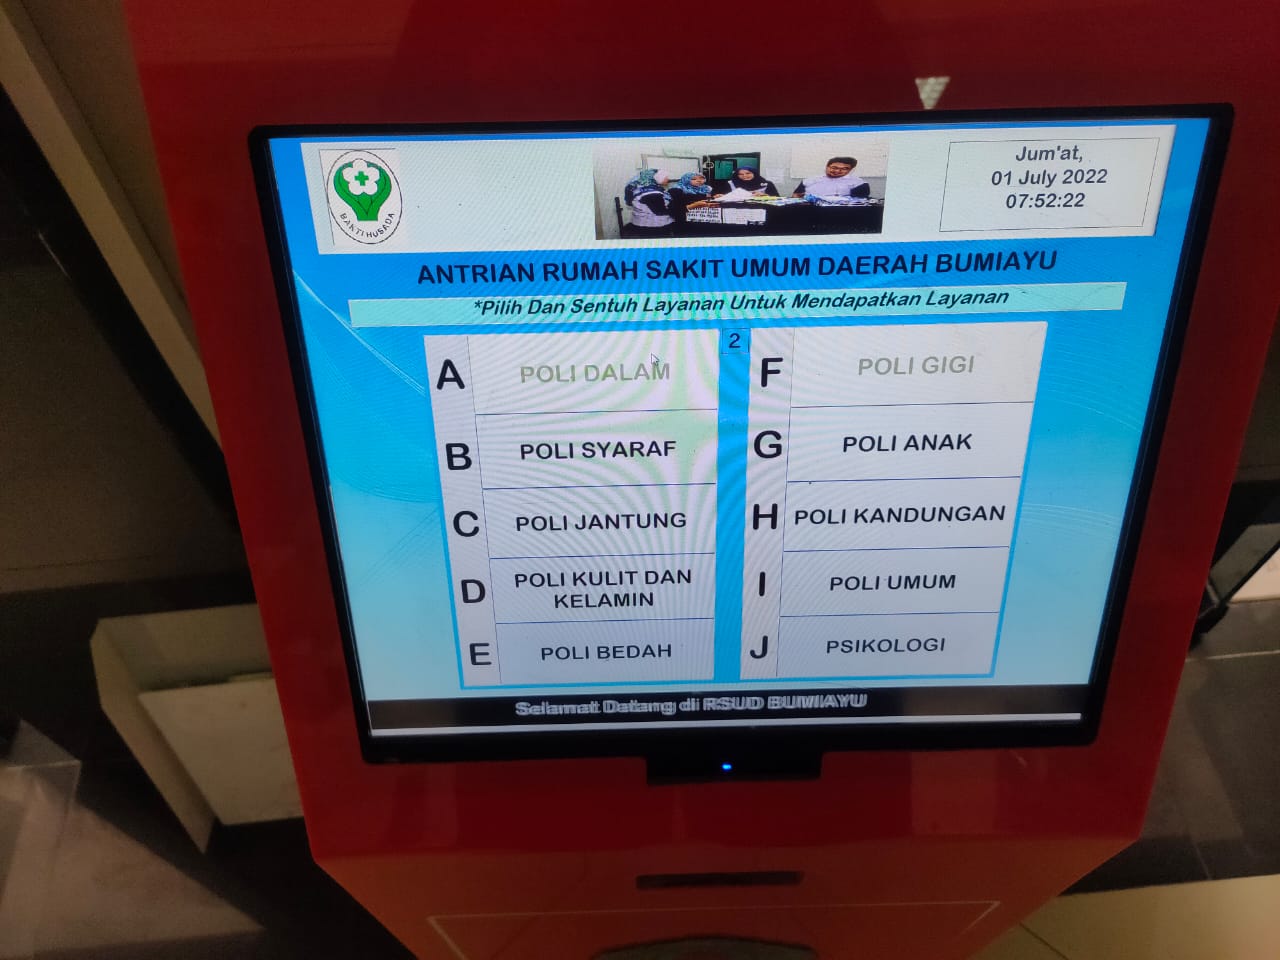 BAKTI HUSADA
Jum'at,
01 July 2022
07:52:22
ANTRIAN RUMAH SAKIT UMUM DAERAH BUMIAYU
*Pilih Dan Sentuh Layanan Untuk Mendapatkan Layanan
2
A POLI DALAM
B POLI SYARAF
C POLI JANTUNG
D POLI KULIT DAN
KELAMIN
E POLI BEDAH
F POLI GIGI
G POLI ANAK
H POLI KANDUNGAN
I POLI UMUM
J PSIKOLOGI
Selamat Datang di RSUD BUMIAYU